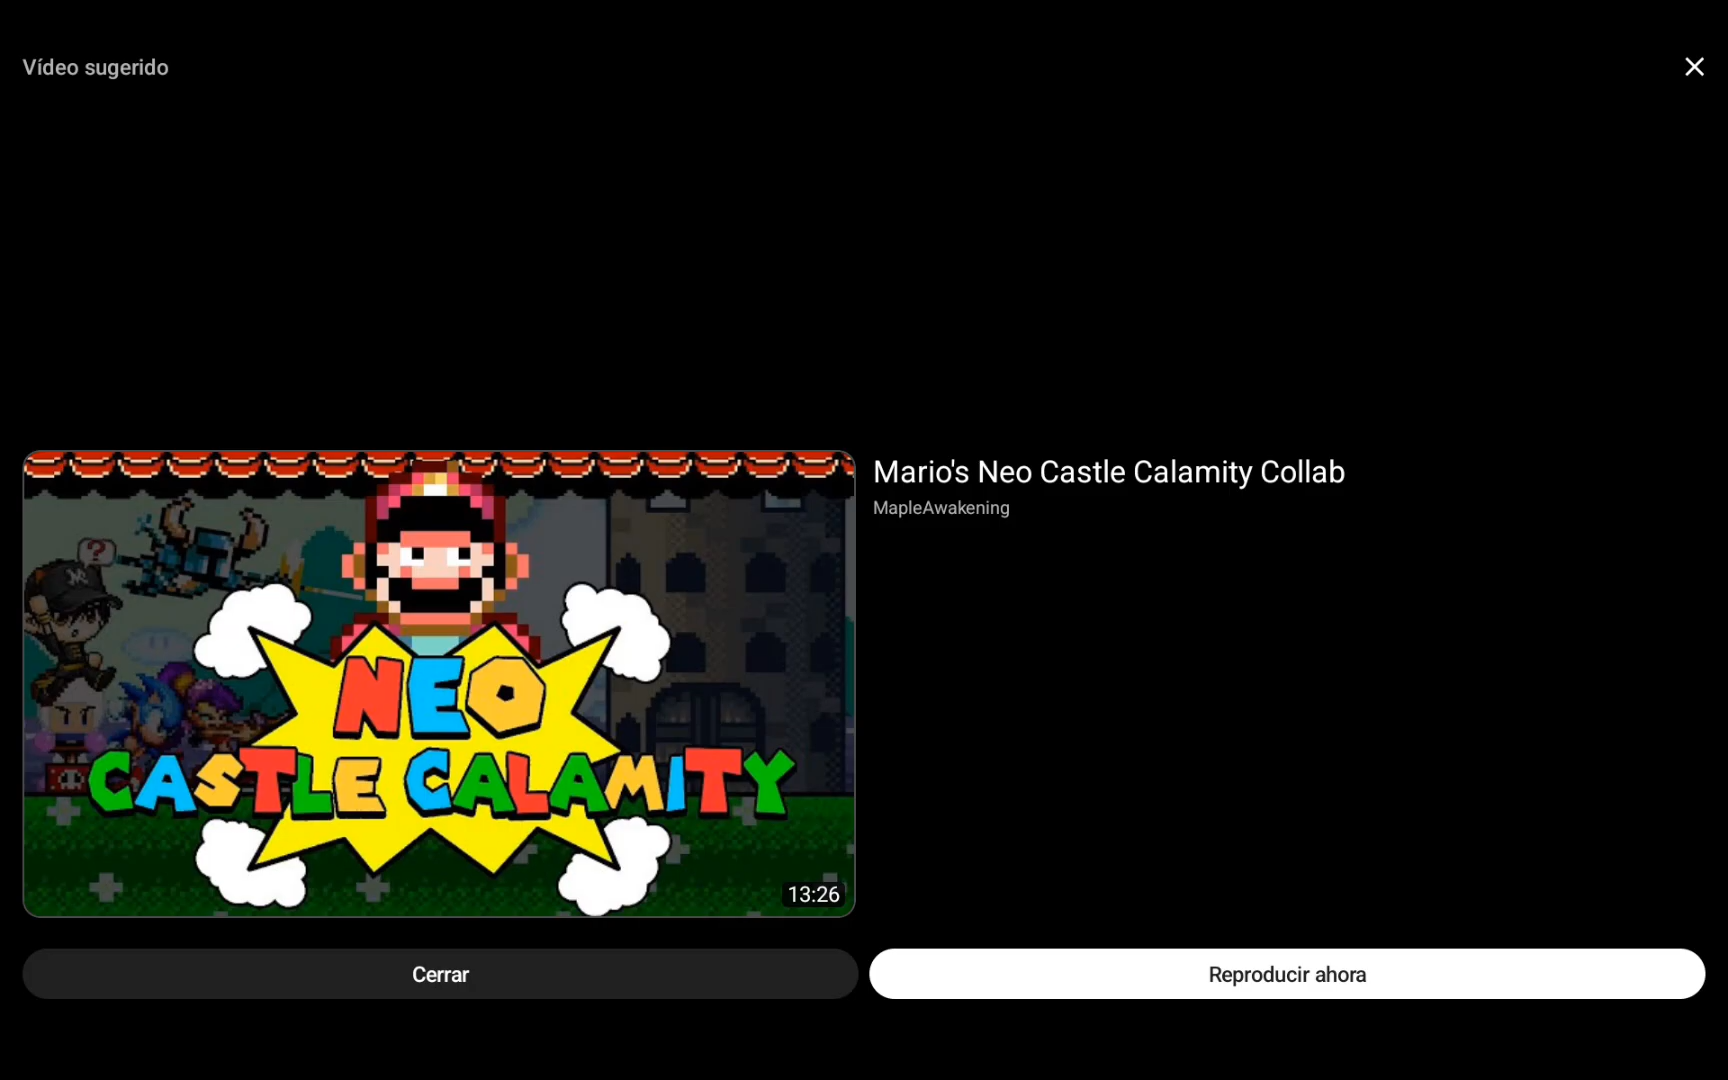 Vídeo sugerido
Mario's Neo Castle Calamity Collab
MapleAwakening
?
NEO
CASTLE CALAMITY
13:26
Cerrar
Reproducir ahora